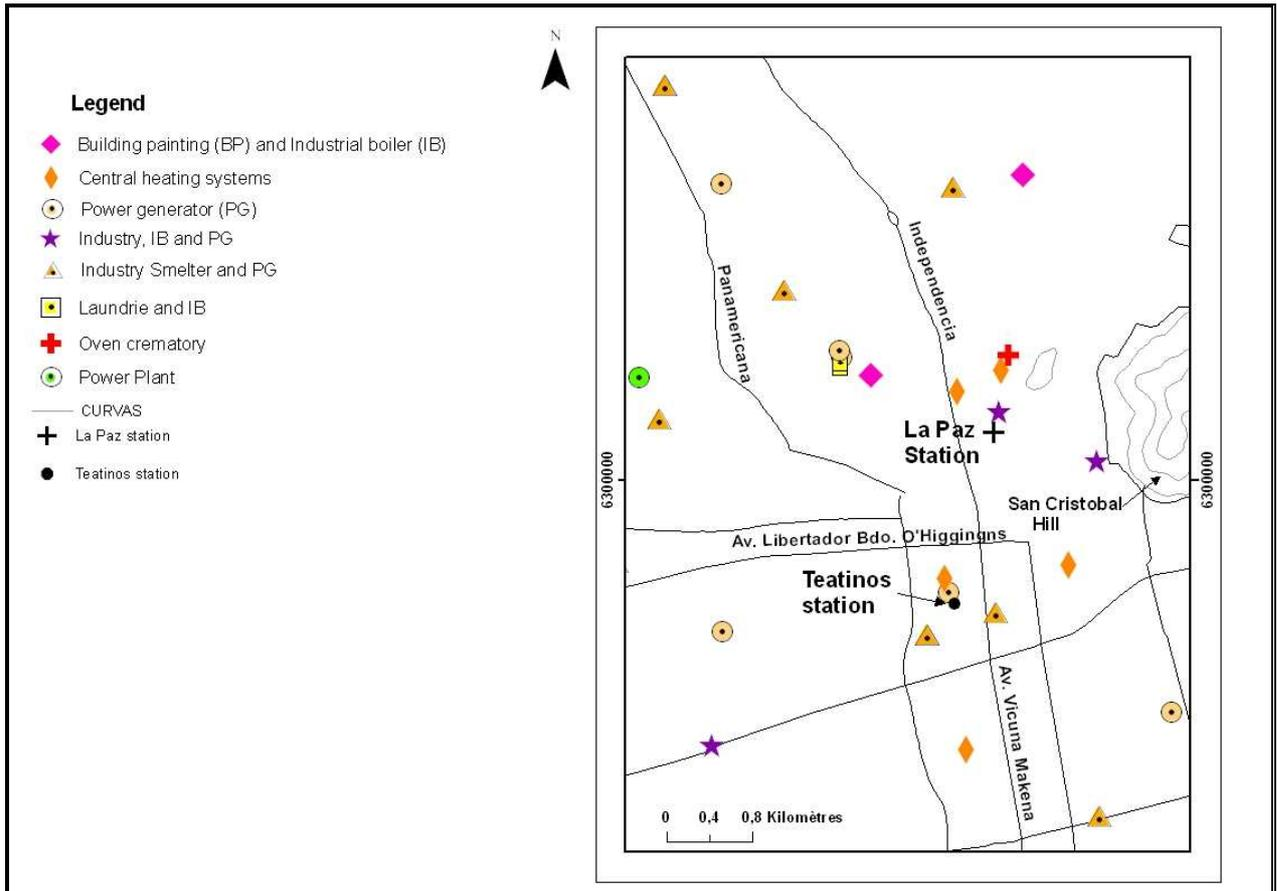 N
Legend
Building painting (BP) and Industrial boiler (IB)
Central heating systems
Power generator (PG)
Industry, IB and PG
Industry Smelter and PG
Laundrie and IB
Oven crematory
Power Plant
CURVAS
La Paz station
Teatinos station
Independencia
Panamericana
La Paz
Station
6300000
6300000
San Cristobal
Hill
Av. Libertador Bdo. O'Higgingns
Teatinos
station
Av. Vicuna Makena
0 0,4 0,8 Kilomètres